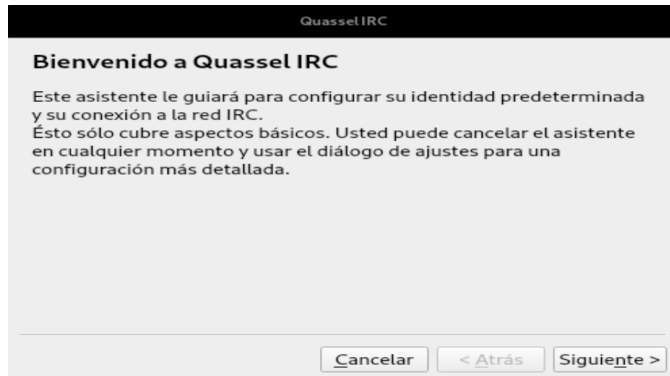 Quassel IRC
Bienvenido a Quassel IRC
Este asistente le guiará para configurar su identidad predeterminada
y su conexión a la red IRC.
Ésto sólo cubre aspectos básicos. Usted puede cancelar el asistente
en cualquier momento y usar el diálogo de ajustes para una
configuración más detallada.
Cancelar < Atrás Siguiente >